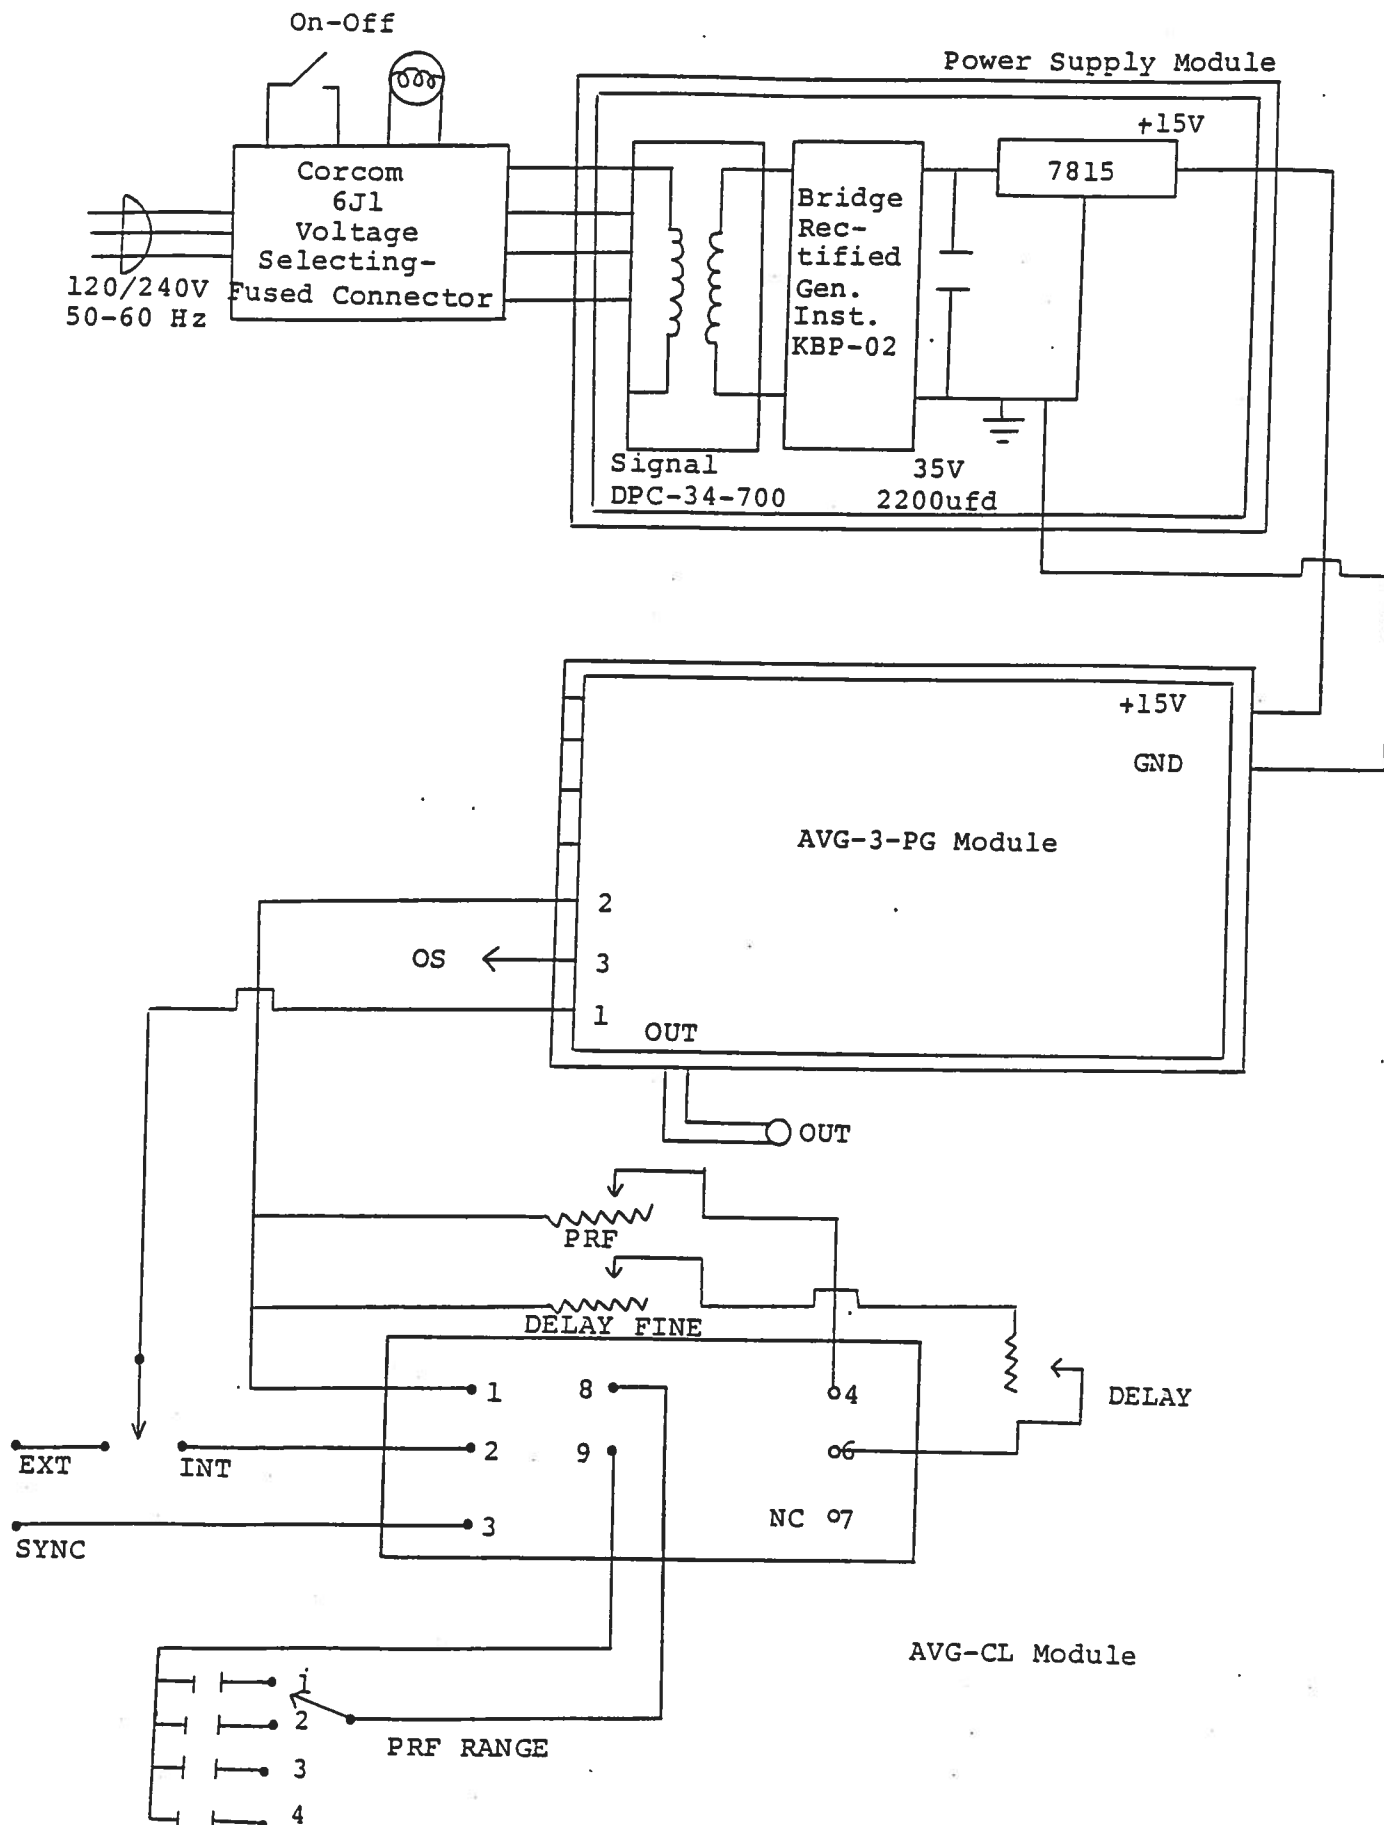 On-Off
Power Supply Module
+15V
7815
Corcom
6J1
Voltage
Selecting-
Fused Connector
120/240V
50-60 Hz
Bridge
Rec-
tified
Gen.
Inst.
KBP-02
Signal
DPC-34-700
35V
2200ufd
+15V
GND
AVG-3-PG Module
2
OS
3
1
OUT
OUT
PRF
DELAY FINE
1
8
4
DELAY
EXT
INT
2
9
6
SYNC
3
NC
7
AVG-CL Module
1
2
PRF RANGE
3
4